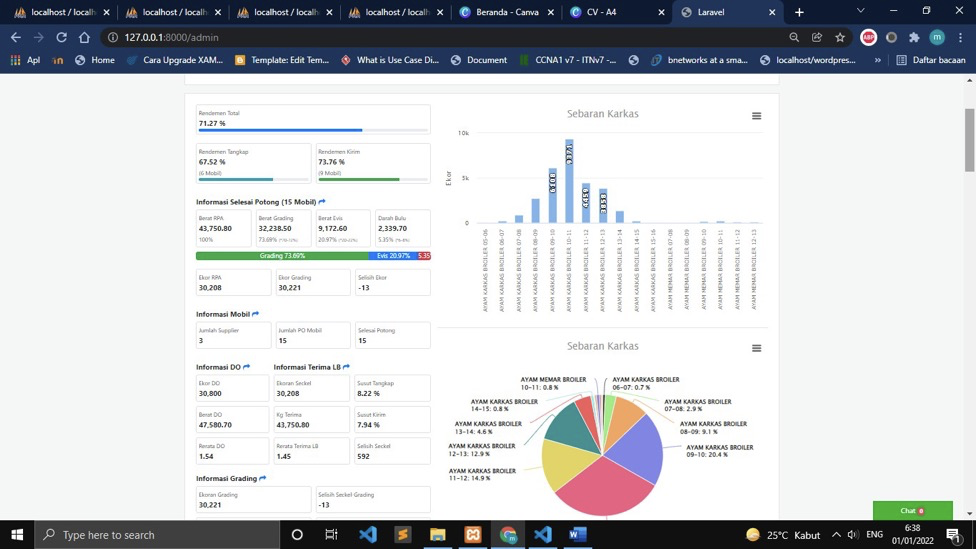 localhost / localh
localhost / localh
localhost / localh
localhost / localh
Beranda - Canva
CV - A4
Laravel
127.0.0.1:8000/admin
Apl
Home
Cara Upgrade XAM...
Template: Edit Tem...
What is Use Case Di...
Document
CCNA1 v7 - ITNv7 -...
bnetworks at a sma...
localhost/wordpres...
Daftar bacaan
Rendemen Total
71.27 %
Rendemen Tangkap
67.52 %
(6 Mobil)
Rendemen Kirim
73.76 %
(9 Mobil)
Informasi Selesai Potong (15 Mobil)
Berat RPA
43,750.80
100%
Berat Grading
32,238.50
73.69%
Berat Evis
9,172.60
20.97%
Darah Bulu
2,339.70
5.35%
Grading 73.69%
Evis 20.97%
5.35
Ekor RPA
30,208
Ekor Grading
30,221
Selisih Ekor
-13
Informasi Mobil
Jumlah Supplier
3
Jumlah PO Mobil
15
Selesai Potong
15
Informasi DO
Informasi Terima LB
Ekor DO
30,800
Ekoran Seckel
30,208
Susut Tangkap
8.22 %
Berat DO
47,580.70
Kg Terima
43,750.80
Susut Kirim
7.94 %
Rerata DO
1.54
Rerata Terima LB
1.45
Selisih Seckel
592
Informasi Grading
Ekoran Grading
30,221
Selisih Seckel-Grading
-13
Sebaran Karkas
10k
5k
0
Ekor
AYAM KARKAS BROILER 05-06
AYAM KARKAS BROILER 06-07
AYAM KARKAS BROILER 07-08
AYAM KARKAS BROILER 08-09
AYAM KARKAS BROILER 09-10
AYAM KARKAS BROILER 10-11
AYAM KARKAS BROILER 11-12
AYAM KARKAS BROILER 12-13
AYAM KARKAS BROILER 13-14
AYAM KARKAS BROILER 14-15
AYAM KARKAS BROILER 15-16
AYAM MEMAR BROILER 07-08
AYAM MEMAR BROILER 08-09
AYAM MEMAR BROILER 09-10
AYAM MEMAR BROILER 10-11
AYAM MEMAR BROILER 11-12
AYAM MEMAR BROILER 12-13
Sebaran Karkas
AYAM MEMAR BROILER
10-11: 0.8 %
AYAM KARKAS BROILER
06-07: 0.7 %
AYAM KARKAS BROILER
14-15: 0.8 %
AYAM KARKAS BROILER
07-08: 2.9 %
AYAM KARKAS BROILER
13-14: 4.6 %
AYAM KARKAS BROILER
08-09: 9.1 %
AYAM KARKAS BROILER
12-13: 12.9 %
AYAM KARKAS BROILER
09-10: 20.4 %
AYAM KARKAS BROILER
11-12: 14.9 %
Chat 0
Type here to search
25°C Kabut
ENG
6:38
01/01/2022
1